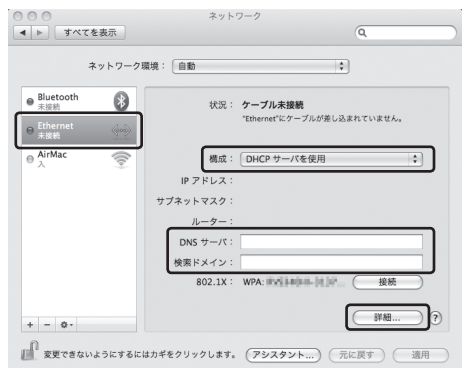 ネットワーク
すべてを表示
ネットワーク環境： 自動
Bluetooth
未接続
Ethernet
未接続
AirMac
入
状況： ケーブル未接続
"Ethernet"にケーブルが差し込まれていません。
構成： DHCP サーバを使用
IP アドレス：
サブネットマスク：
ルーター：
DNS サーバ：
検索ドメイン：
802.1X： WPA: 接続
詳細... ?
+ -
変更できないようにするにはカギをクリックします。 アシスタント... 元に戻す 適用